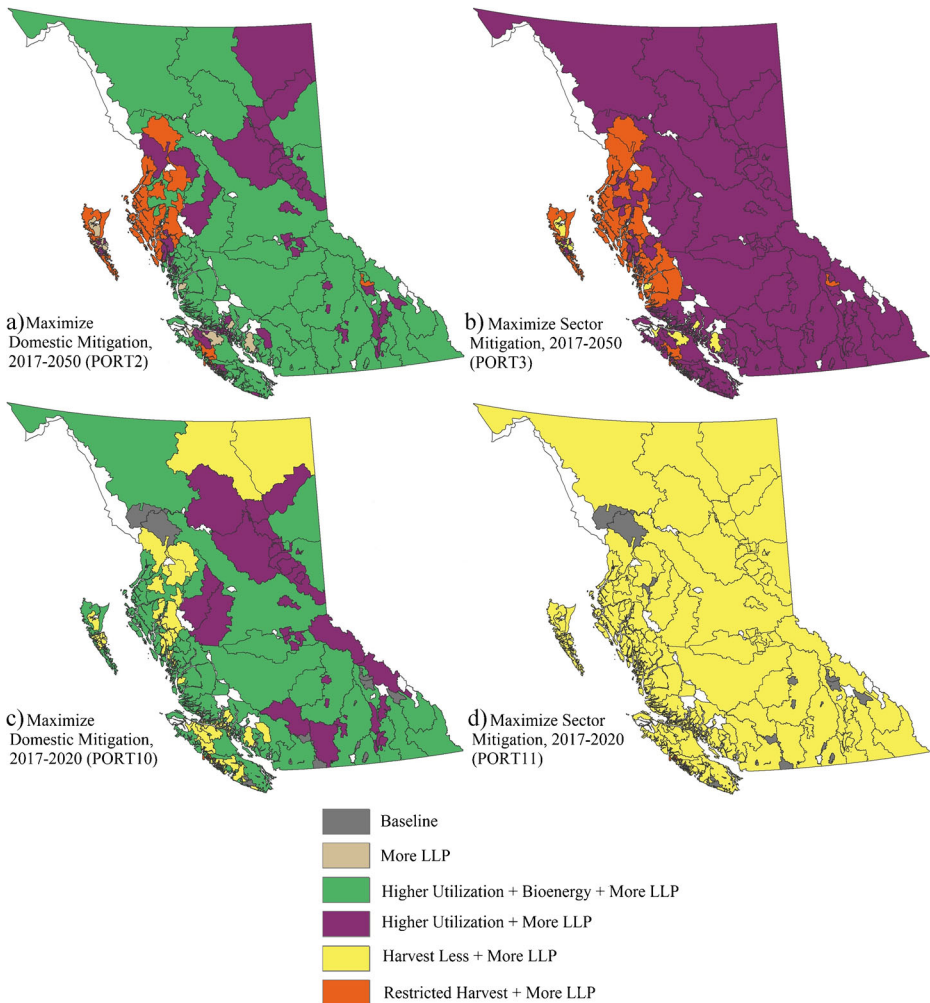 a) Maximize
Domestic Mitigation,
2017-2050 (PORT2)
b) Maximize Sector
Mitigation, 2017-2050
(PORT3)
c) Maximize
Domestic Mitigation,
2017-2020 (PORT10)
d) Maximize Sector
Mitigation, 2017-2020
(PORT11)
Baseline
More LLP
Higher Utilization + Bioenergy + More LLP
Higher Utilization + More LLP
Harvest Less + More LLP
Restricted Harvest + More LLP